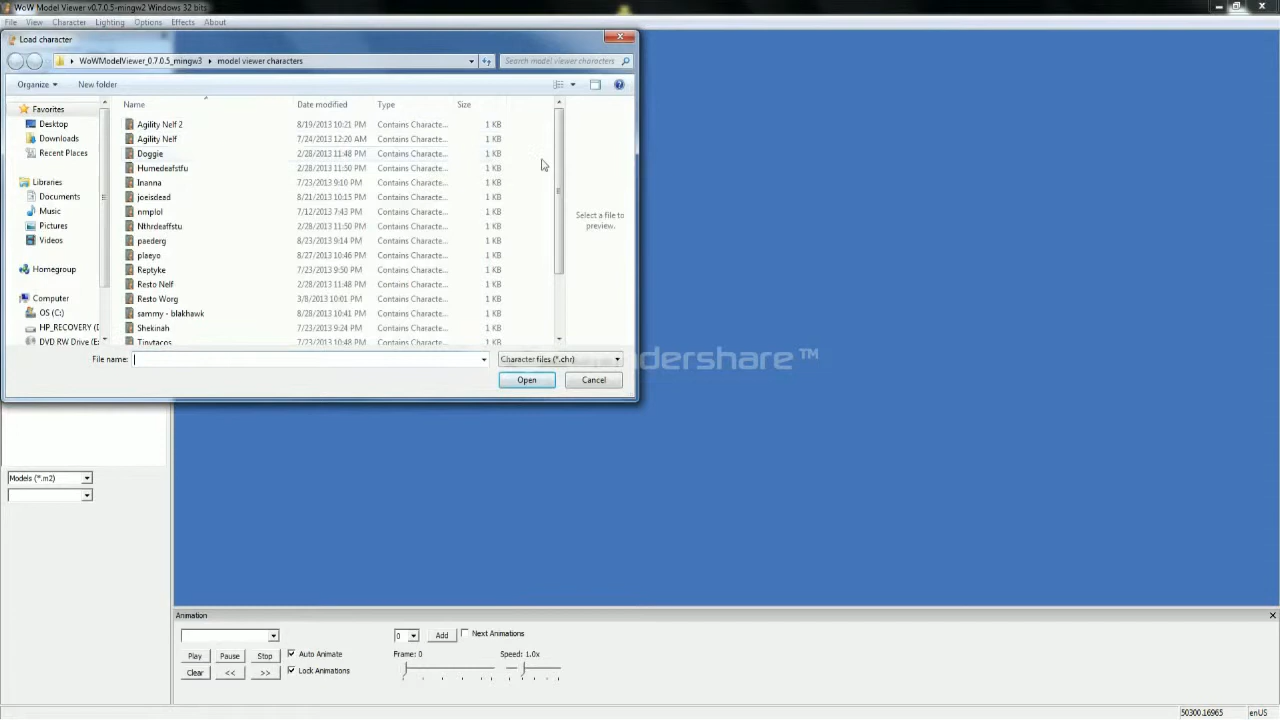 WoW Model Viewer v0.7.0.5-mingw2 Windows 32 bits
File View Character Lighting Options Effects About
Load character
WoWModelViewer_0.7.0.5_mingw3 model viewer characters Search model viewer characters
Organize New folder
Name Date modified Type Size
Favorites
Desktop
Downloads
Recent Places
Libraries
Documents
Music
Pictures
Videos
Homegroup
Computer
OS (C:)
HP_RECOVERY (D
DVD RW Drive (E:
Agility Nelf 2 8/19/2013 10:21 PM Contains Characte... 1 KB
Agility Nelf 7/24/2013 12:20 AM Contains Characte... 1 KB
Doggie 2/28/2013 11:48 PM Contains Characte... 1 KB
Humedeafstfu 2/28/2013 11:50 PM Contains Characte... 1 KB
Inanna 7/23/2013 9:10 PM Contains Characte... 1 KB
joeisdead 8/21/2013 10:15 PM Contains Characte... 1 KB
nmplol 7/12/2013 7:43 PM Contains Characte... 1 KB
Nthrdeaffstu 2/28/2013 11:50 PM Contains Characte... 1 KB
paederg 8/23/2013 9:14 PM Contains Characte... 1 KB
plaeyo 8/27/2013 10:46 PM Contains Characte... 1 KB
Reptyke 7/23/2013 9:50 PM Contains Characte... 1 KB
Resto Nelf 2/28/2013 11:48 PM Contains Characte... 1 KB
Resto Worg 3/8/2013 10:01 PM Contains Characte... 1 KB
sammy - blakhawk 8/28/2013 10:41 PM Contains Characte... 1 KB
Shekinah 7/23/2013 9:24 PM Contains Characte... 1 KB
Tinytacos 7/23/2013 10:48 PM Contains Characte... 1 KB
Select a file to
preview.
File name: Character files (*.chr)
Open Cancel
ndershare™
Models (*.m2)
Animation
0 Add Next Animations
Play Pause Stop Auto Animate Frame: 0 Speed: 1.0x
Clear << >> Lock Animations
50300.16965 enUS